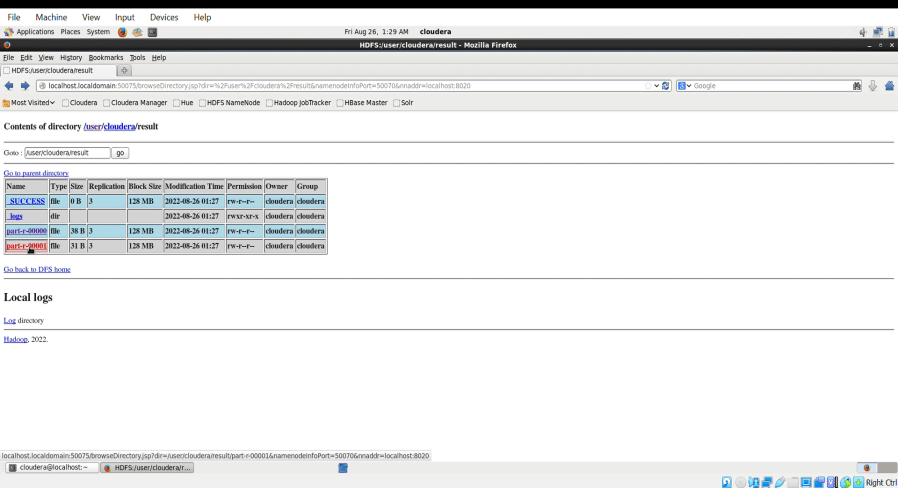 File Machine View Input Devices Help
Applications Places System Fri Aug 26, 1:29 AM cloudera
HDFS:/user/cloudera/result - Mozilla Firefox
File Edit View History Bookmarks Tools Help
HDFS:/user/cloudera/result
localhost.localdomain:50075/browseDirectory.jsp?dir=%2Fuser%2Fcloudera%2Fresult&namenodeInfoPort=50070&nnaddr=localhost:8020 Google
Most Visited Cloudera Cloudera Manager Hue HDFS NameNode Hadoop JobTracker HBase Master Solr
Contents of directory /user/cloudera/result
Goto : /user/cloudera/result go
Go to parent directory
Name Type Size Replication Block Size Modification Time Permission Owner Group
_SUCCESS file 0 B 3 128 MB 2022-08-26 01:27 rw-r--r-- cloudera cloudera
_logs dir 2022-08-26 01:27 rwxr-xr-x cloudera cloudera
part-r-00000 file 38 B 3 128 MB 2022-08-26 01:27 rw-r--r-- cloudera cloudera
part-r-00001 file 31 B 3 128 MB 2022-08-26 01:27 rw-r--r-- cloudera cloudera
Go back to DFS home
Local logs
Log directory
Hadoop, 2022.
localhost.localdomain:50075/browseDirectory.jsp?dir=/user/cloudera/result/part-r-00001&namenodeInfoPort=50070&nnaddr=localhost:8020
cloudera@localhost:~ HDFS:/user/cloudera/r...
Right Ctrl